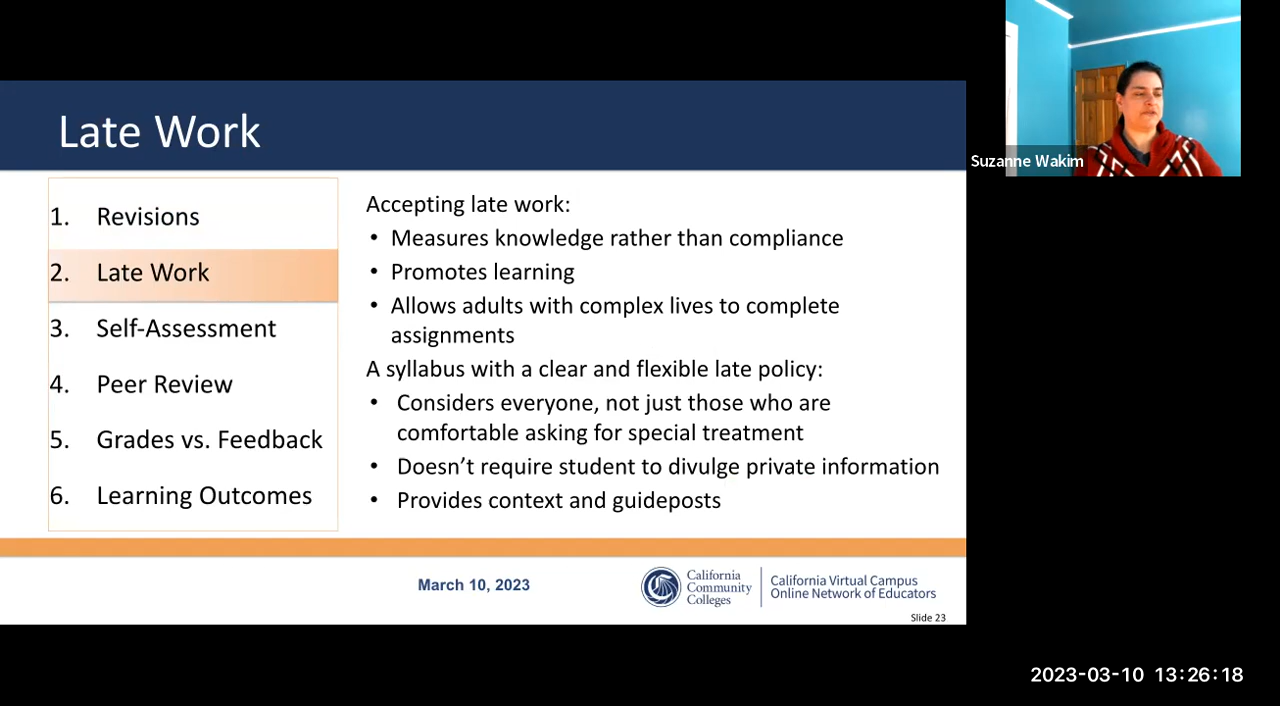 Late Work
1. Revisions
2. Late Work
3. Self-Assessment
4. Peer Review
5. Grades vs. Feedback
6. Learning Outcomes
Accepting late work:
• Measures knowledge rather than compliance
• Promotes learning
• Allows adults with complex lives to complete
assignments
A syllabus with a clear and flexible late policy:
• Considers everyone, not just those who are
comfortable asking for special treatment
• Doesn’t require student to divulge private information
• Provides context and guideposts
March 10, 2023
California
Community
Colleges
California Virtual Campus
Online Network of Educators
Slide 23
Suzanne Wakim
2023-03-10 13:26:18